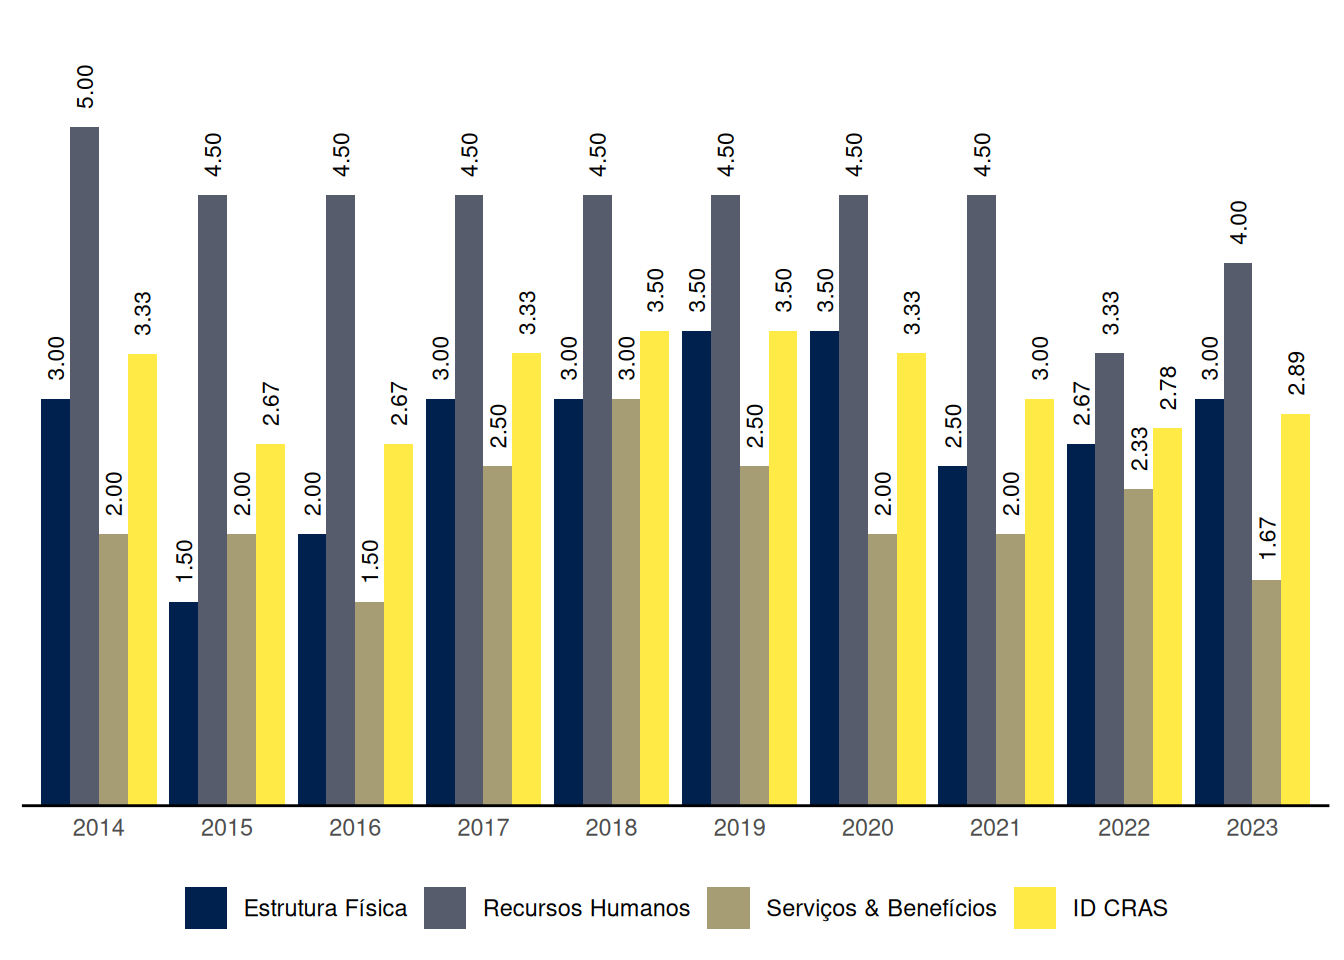 5.00
4.50 4.50 4.50 4.50 4.50 4.50 4.50
4.00
3.50 3.50 3.50 3.50
3.33 3.33 3.33 3.33
3.00 3.00 3.00 3.00 3.00 3.00
2.89
2.78
2.67 2.67 2.67
2.50 2.50 2.50
2.33
2.00 2.00 2.00 2.00 2.00
1.67
1.50 1.50
2014 2015 2016 2017 2018 2019 2020 2021 2022 2023
Estrutura Física Recursos Humanos Serviços & Benefícios ID CRAS